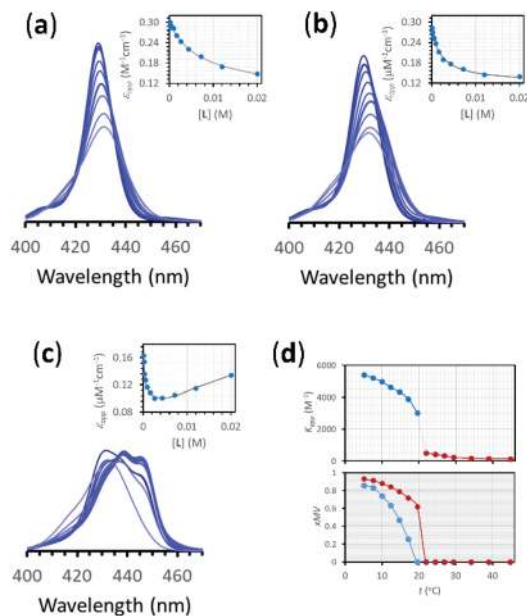 (a)
0.30
0.24
0.18
0.12
εapp (M⁻¹cm⁻¹)
0
0.01
0.02
[L] (M)
400 420 440 460
Wavelength (nm)
(b)
0.30
0.24
0.18
0.12
εapp (μM⁻¹cm⁻¹)
0
0.01
0.02
[L] (M)
400 420 440 460
Wavelength (nm)
(c)
0.16
0.12
0.08
εapp (μM⁻¹cm⁻¹)
0
0.01
0.02
[L] (M)
400 420 440 460
Wavelength (nm)
(d)
6000
4000
2000
0
(M⁻¹)
1
0.8
0.6
0.4
0.2
0
xMV
0 20 40
t (°C)